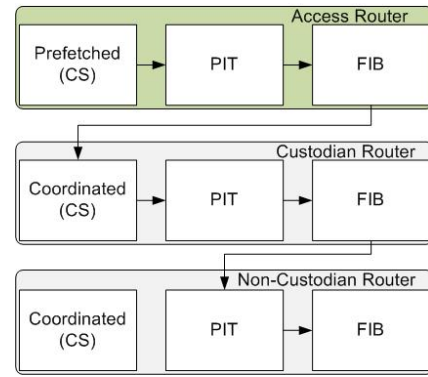 Access Router
Prefetched
(CS)
PIT
FIB
Custodian Router
Coordinated
(CS)
PIT
FIB
Non-Custodian Router
Coordinated
(CS)
PIT
FIB